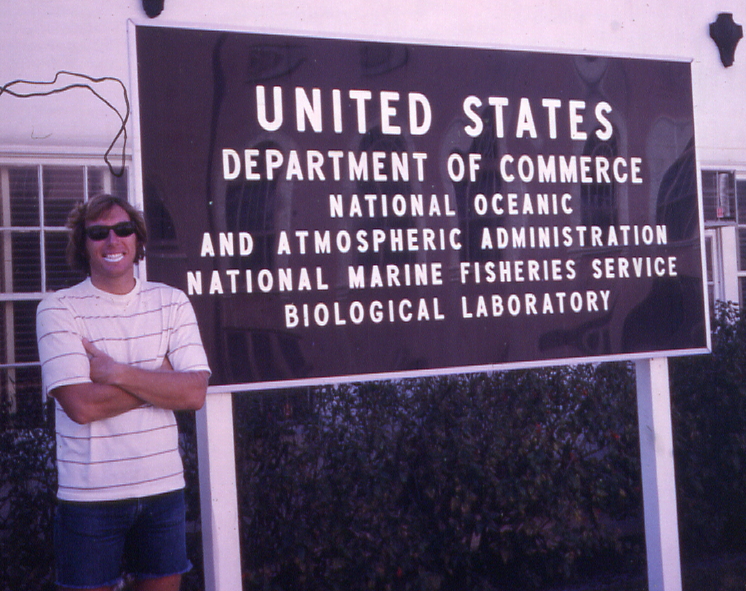 UNITED STATES
DEPARTMENT OF COMMERCE
NATIONAL OCEANIC
AND ATMOSPHERIC ADMINISTRATION
NATIONAL MARINE FISHERIES SERVICE
BIOLOGICAL LABORATORY